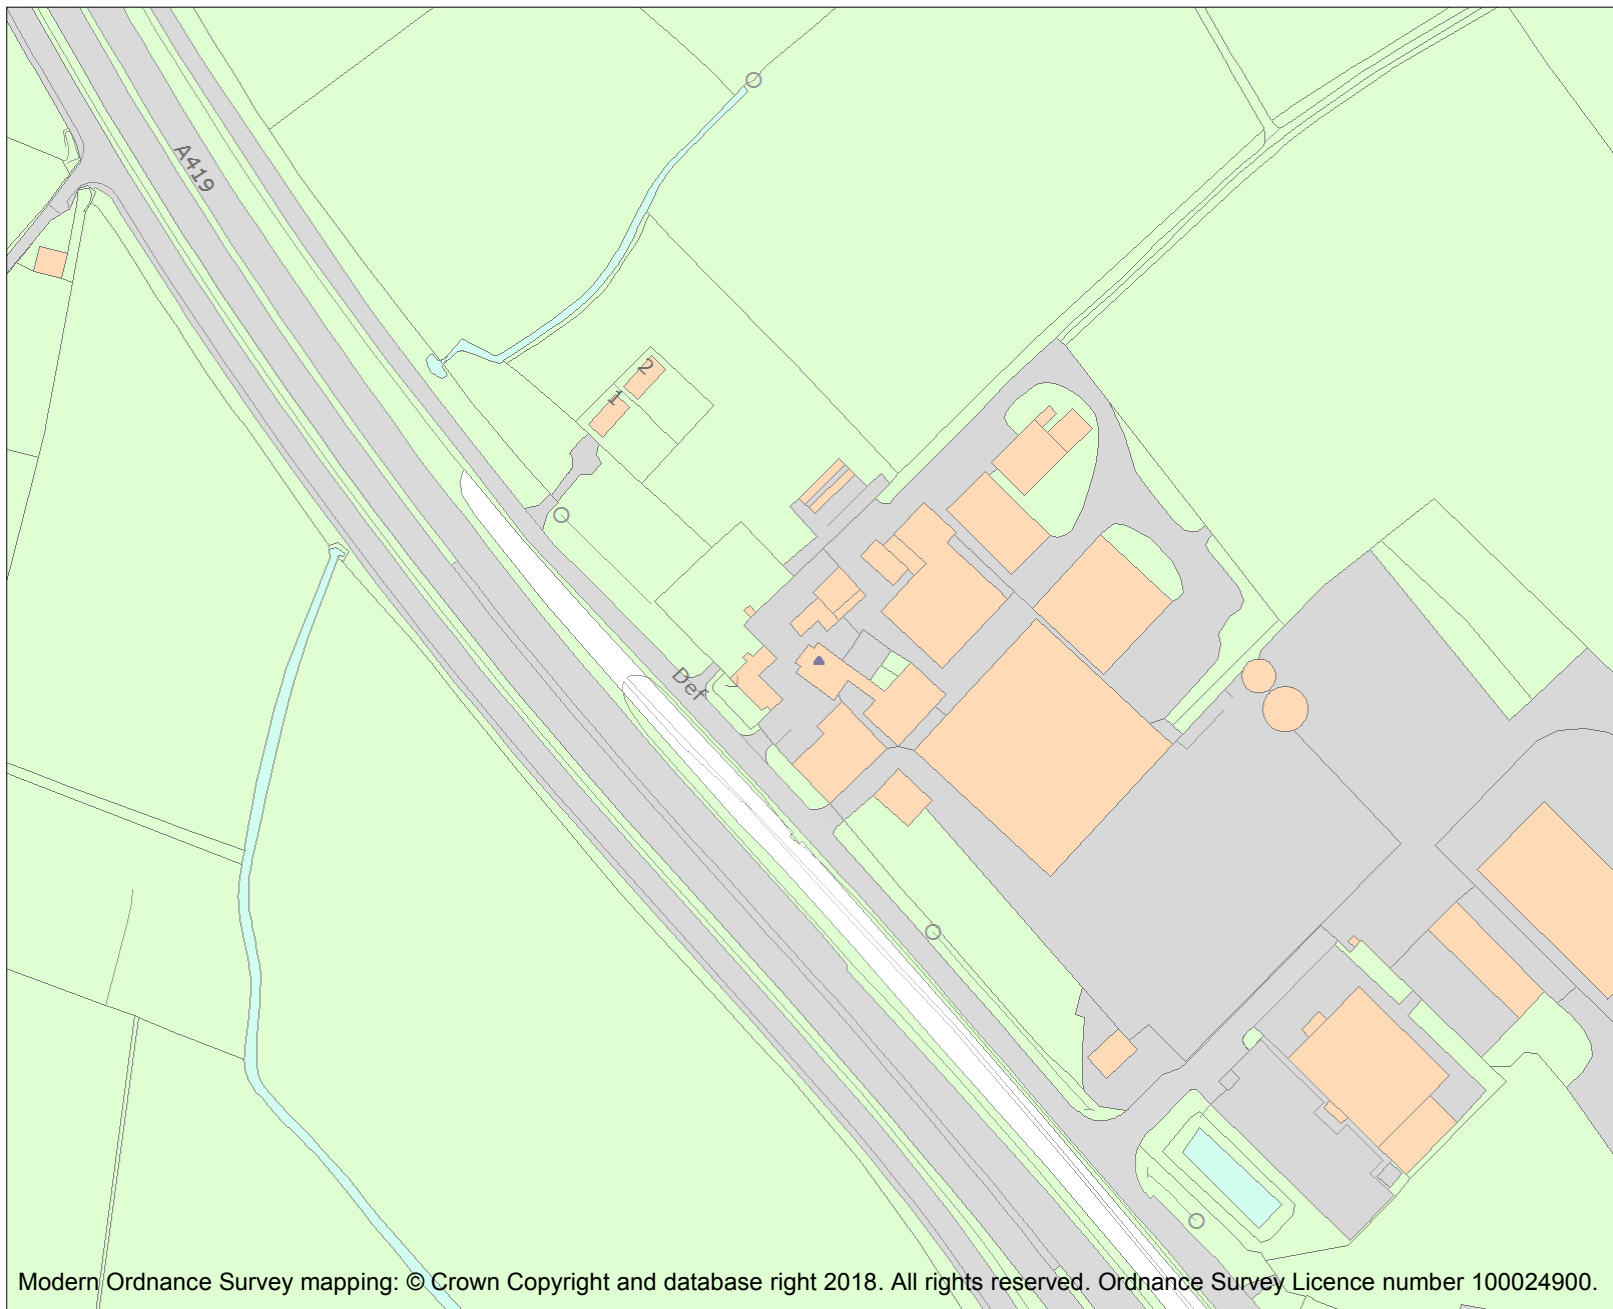 A419
2
1
Def
Modern Ordnance Survey mapping: © Crown Copyright and database right 2018. All rights reserved. Ordnance Survey Licence number 100024900.